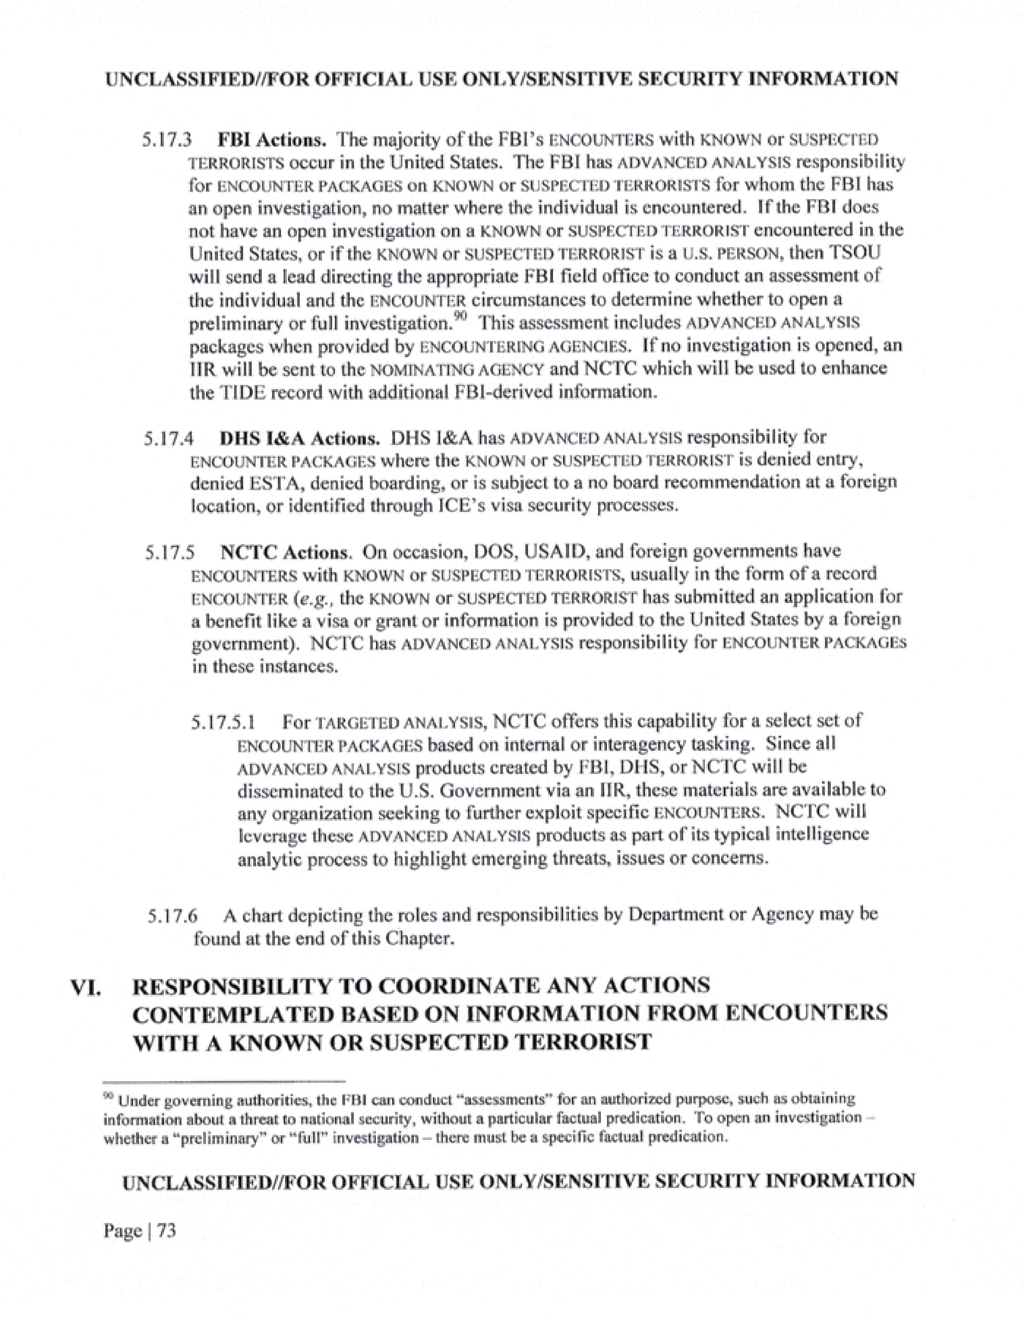 UNCLASSIFIED//FOR OFFICIAL USE ONLY/SENSITIVE SECURITY INFORMATION
5.17.3 FBI Actions. The majority of the FBI's ENCOUNTERS with KNOWN or SUSPECTED
TERRORISTS occur in the United States. The FBI has ADVANCED ANALYSIS responsibility
for ENCOUNTER PACKAGES on KNOWN or SUSPECTED TERRORISTS for whom the FBI has
an open investigation, no matter where the individual is encountered. If the FBI does
not have an open investigation on a KNOWN or SUSPECTED TERRORIST encountered in the
United States, or if the KNOWN or SUSPECTED TERRORIST is a U.S. PERSON, then TSOU
will send a lead directing the appropriate FBI field office to conduct an assessment of
the individual and the ENCOUNTER circumstances to determine whether to open a
preliminary or full investigation.90 This assessment includes ADVANCED ANALYSIS
packages when provided by ENCOUNTERING AGENCIES. If no investigation is opened, an
IIR will be sent to the NOMINATING AGENCY and NCTC which will be used to enhance
the TIDE record with additional FBI-derived information.
5.17.4 DHS I&A Actions. DHS I&A has ADVANCED ANALYSIS responsibility for
ENCOUNTER PACKAGES where the KNOWN or SUSPECTED TERRORIST is denied entry,
denied ESTA, denied boarding, or is subject to a no board recommendation at a foreign
location, or identified through ICE's visa security processes.
5.17.5 NCTC Actions. On occasion, DOS, USAID, and foreign governments have
ENCOUNTERS with KNOWN or SUSPECTED TERRORISTS, usually in the form of a record
ENCOUNTER (e.g., the KNOWN or SUSPECTED TERRORIST has submitted an application for
a benefit like a visa or grant or information is provided to the United States by a foreign
government). NCTC has ADVANCED ANALYSIS responsibility for ENCOUNTER PACKAGES
in these instances.
5.17.5.1 For TARGETED ANALYSIS, NCTC offers this capability for a select set of
ENCOUNTER PACKAGES based on internal or interagency tasking. Since all
ADVANCED ANALYSIS products created by FBI, DHS, or NCTC will be
disseminated to the U.S. Government via an IIR, these materials are available to
any organization seeking to further exploit specific ENCOUNTERS. NCTC will
leverage these ADVANCED ANALYSIS products as part of its typical intelligence
analytic process to highlight emerging threats, issues or concerns.
5.17.6 A chart depicting the roles and responsibilities by Department or Agency may be
found at the end of this Chapter.
VI. RESPONSIBILITY TO COORDINATE ANY ACTIONS
CONTEMPLATED BASED ON INFORMATION FROM ENCOUNTERS
WITH A KNOWN OR SUSPECTED TERRORIST
90 Under governing authorities, the FBI can conduct "assessments" for an authorized purpose, such as obtaining
information about a threat to national security, without a particular factual predication. To open an investigation –
whether a "preliminary" or "full" investigation – there must be a specific factual predication.
UNCLASSIFIED//FOR OFFICIAL USE ONLY/SENSITIVE SECURITY INFORMATION
Page | 73